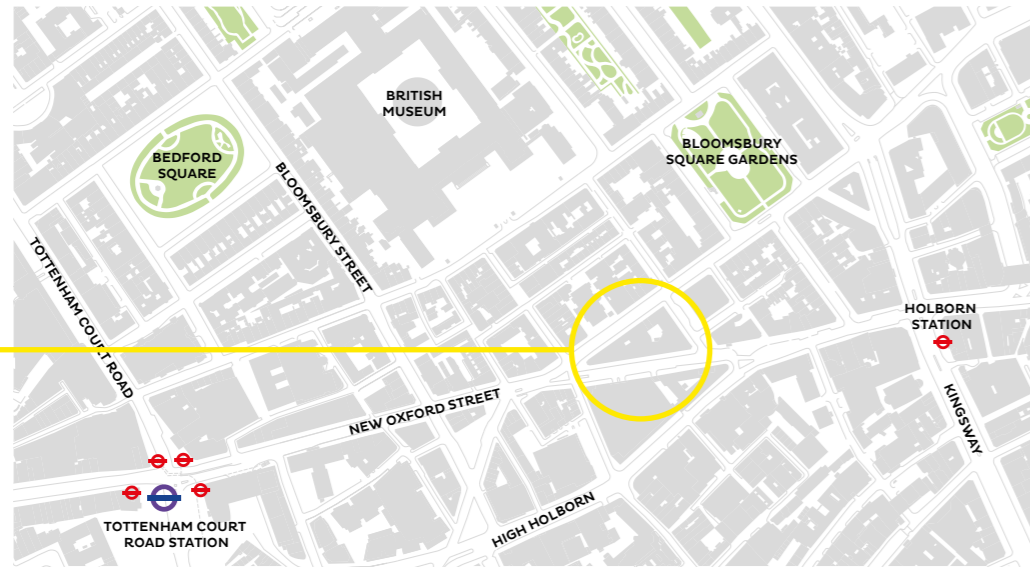 BRITISH
MUSEUM
BEDFORD
SQUARE
BLOOMSBURY
SQUARE GARDENS
BLOOMSBURY STREET
TOTTENHAM COURT ROAD
HOLBORN
STATION
NEW OXFORD STREET
KINGSWAY
HIGH HOLBORN
TOTTENHAM COURT
ROAD STATION